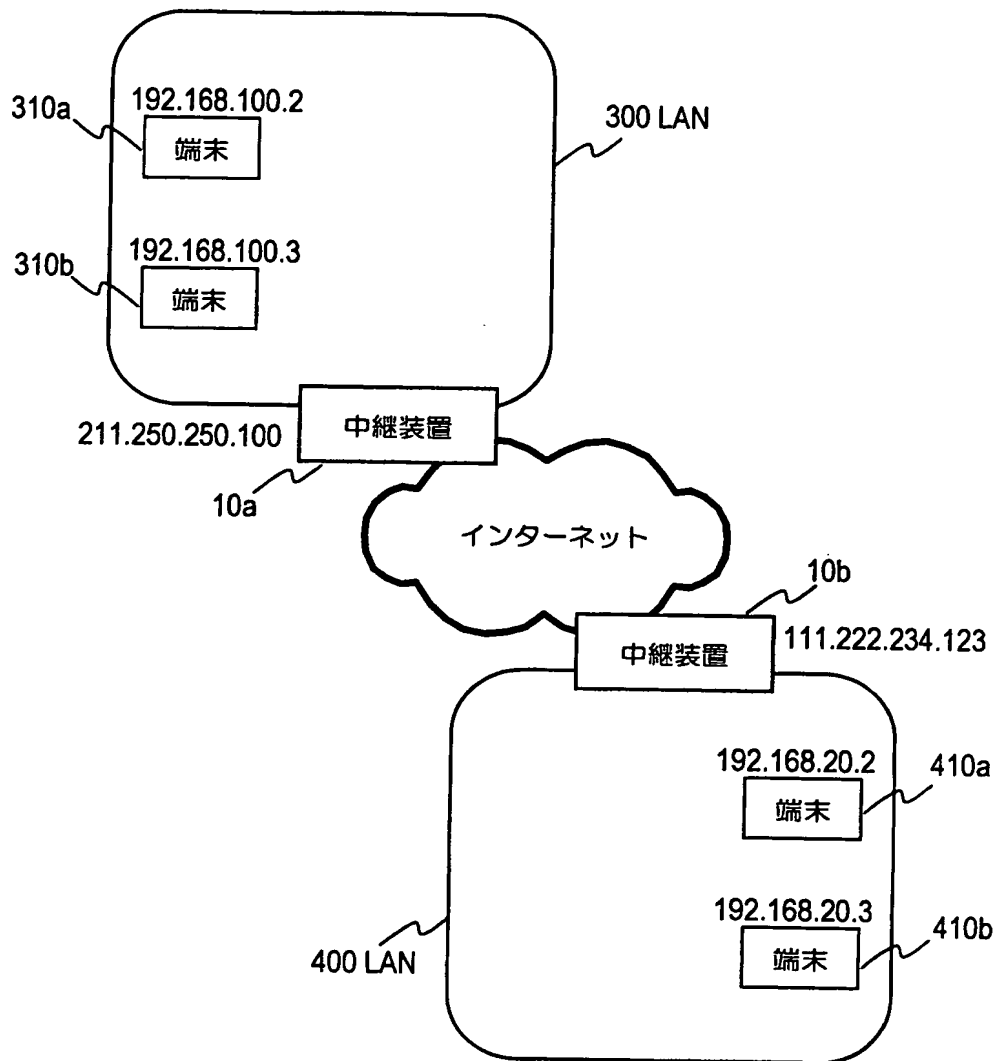 192.168.100.2
310a
端末
300 LAN
192.168.100.3
310b
端末
211.250.250.100
中継装置
10a
インターネット
10b
中継装置
111.222.234.123
192.168.20.2
410a
端末
192.168.20.3
410b
端末
400 LAN